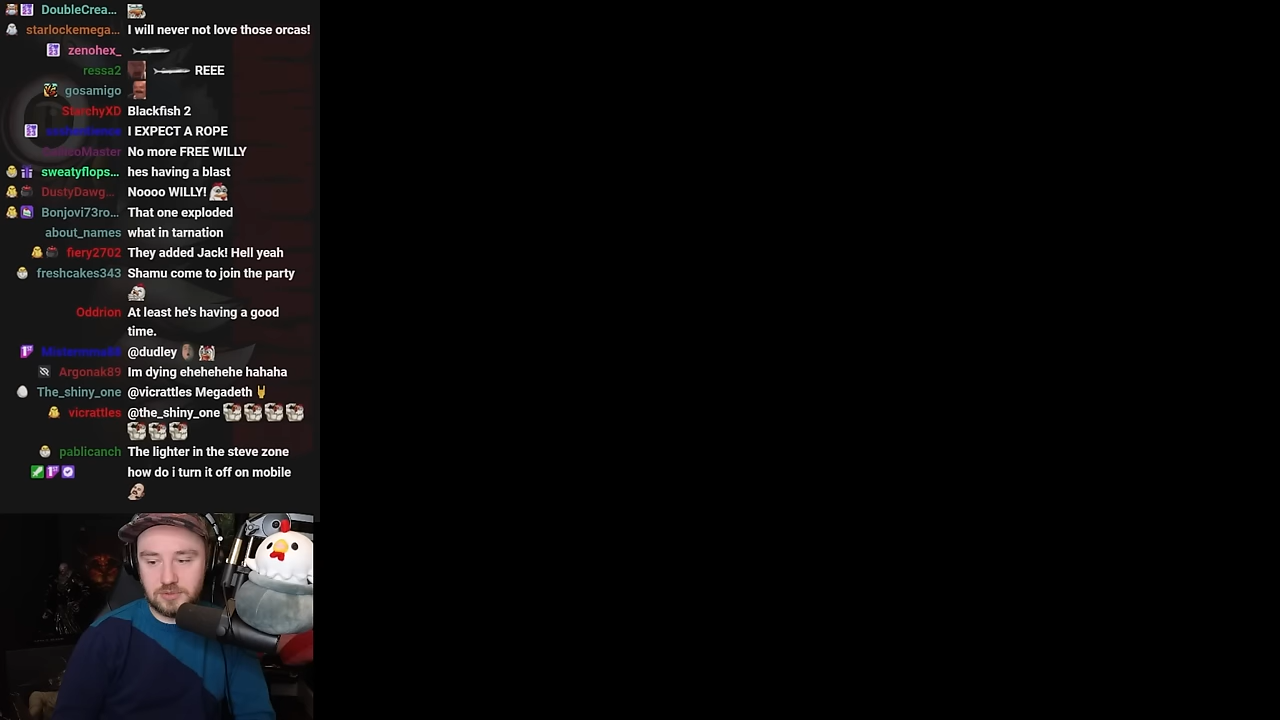 DoubleCrea…
starlockemega… I will never not love those orcas!
zenohex_
ressa2 REEE
gosamigo
StarchyXD Blackfish 2
I EXPECT A ROPE
No more FREE WILLY
sweatyflops… hes having a blast
DustyDawg… Noooo WILLY!
Bonjovi73ro… That one exploded
about_names what in tarnation
fiery2702 They added Jack! Hell yeah
freshcakes343 Shamu come to join the party
Oddrion At least he's having a good
time.
@dudley
Argonak89 Im dying ehehehehe hahaha
The_shiny_one @vicrattles Megadeth
vicrattles @the_shiny_one
pablicanch The lighter in the steve zone
how do i turn it off on mobile